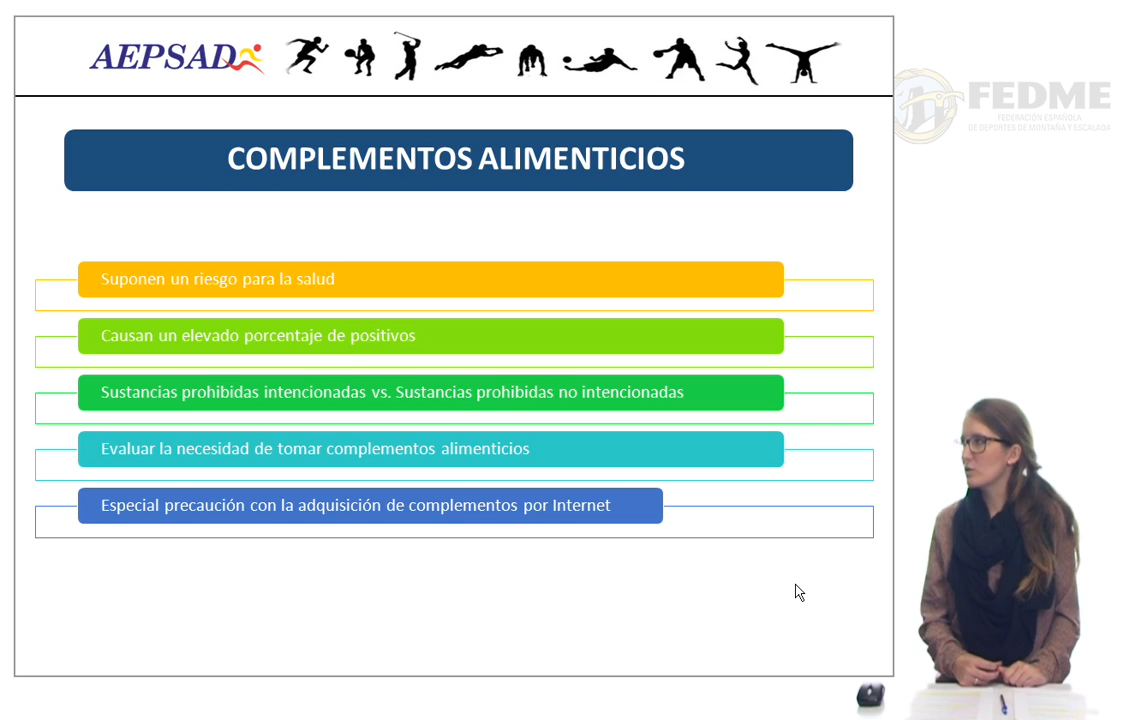 AEPSAD
FEDME
FEDERACIÓN ESPAÑOLA
DE DEPORTES DE MONTAÑA Y ESCALADA
COMPLEMENTOS ALIMENTICIOS
Suponen un riesgo para la salud
Causan un elevado porcentaje de positivos
Sustancias prohibidas intencionadas vs. Sustancias prohibidas no intencionadas
Evaluar la necesidad de tomar complementos alimenticios
Especial precaución con la adquisición de complementos por Internet